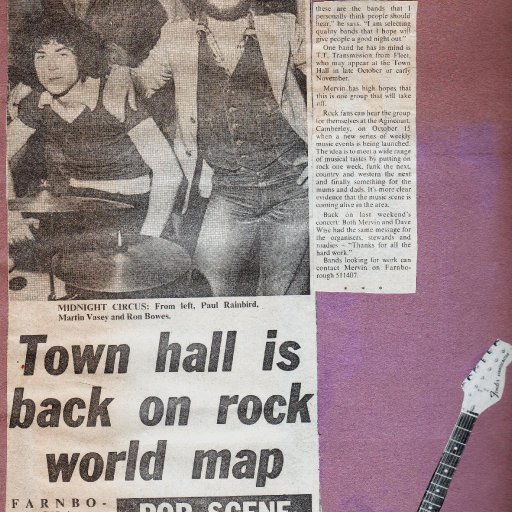 these are the bands that I
personally think people should
hear," he says. "I am selecting
quality bands that I hope will
give people a good night out."
One band he has in mind is
T.T. Transmission from Fleet,
who may appear at the Town
Hall in late October or early
November.
Mervin has high hopes that
this is one group that will take
off.
Rock fans can hear the group
for themselves at the Agincourt,
Camberley, on October 15
when a new series of weekly
music events is being launched.
The idea is to meet a wide range
of musical tastes by putting on
rock one week, funk the next,
country and western the next
and finally something for the
mums and dads. It's more clear
evidence that the music scene is
coming alive in the area.
Back on last weekend's
concert: Both Mervin and Dave
Wise had the same message for
the organisers, stewards and
roadies — "Thanks for all the
hard work".
Bands looking for work can
contact Mervin on Farnbo-
rough 511407.
MIDNIGHT CIRCUS: From left, Paul Rainbird,
Martin Vasey and Ron Bowes.
Town hall is
back on rock
world map
FARNBO-
POP SCENE
Fender